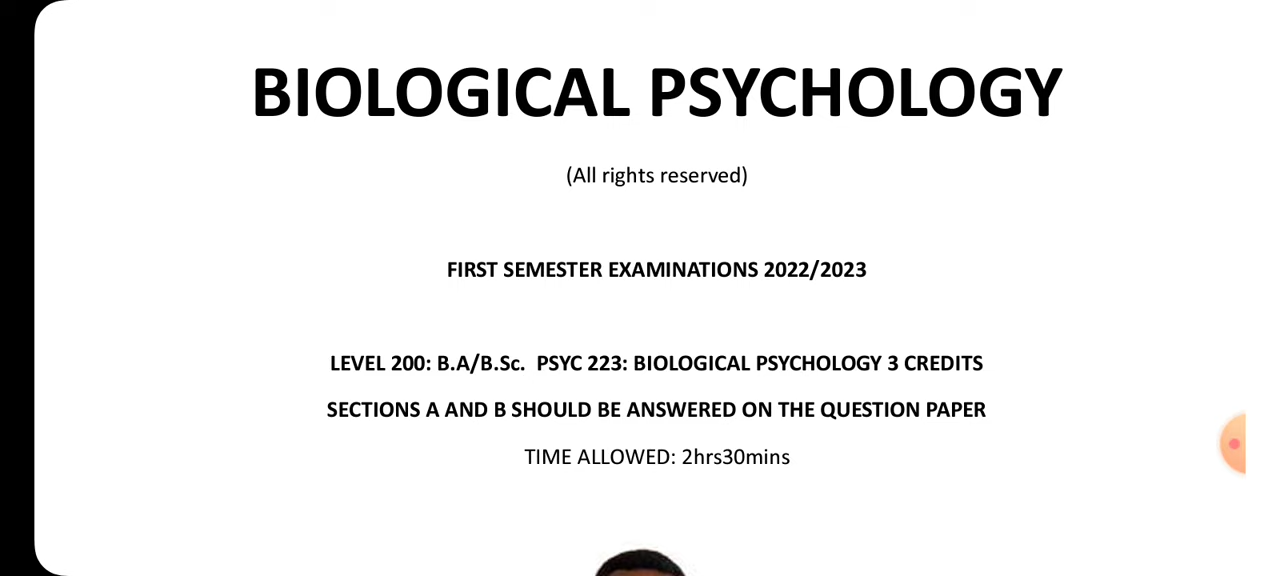 BIOLOGICAL PSYCHOLOGY
(All rights reserved)
FIRST SEMESTER EXAMINATIONS 2022/2023
LEVEL 200: B.A/B.Sc. PSYC 223: BIOLOGICAL PSYCHOLOGY 3 CREDITS
SECTIONS A AND B SHOULD BE ANSWERED ON THE QUESTION PAPER
TIME ALLOWED: 2hrs30mins